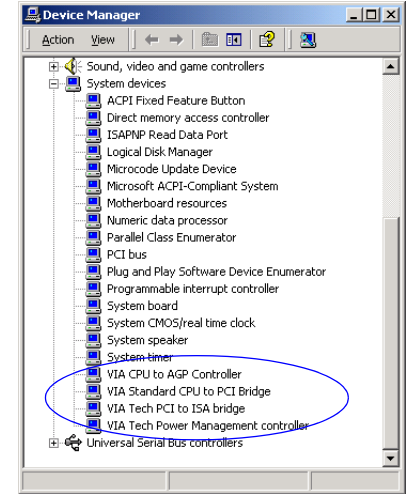 Device Manager
Action View
Sound, video and game controllers
System devices
ACPI Fixed Feature Button
Direct memory access controller
ISAPNP Read Data Port
Logical Disk Manager
Microcode Update Device
Microsoft ACPI-Compliant System
Motherboard resources
Numeric data processor
Parallel Class Enumerator
PCI bus
Plug and Play Software Device Enumerator
Programmable interrupt controller
System board
System CMOS/real time clock
System speaker
System timer
VIA CPU to AGP Controller
VIA Standard CPU to PCI Bridge
VIA Tech PCI to ISA bridge
VIA Tech Power Management controller
Universal Serial Bus controllers